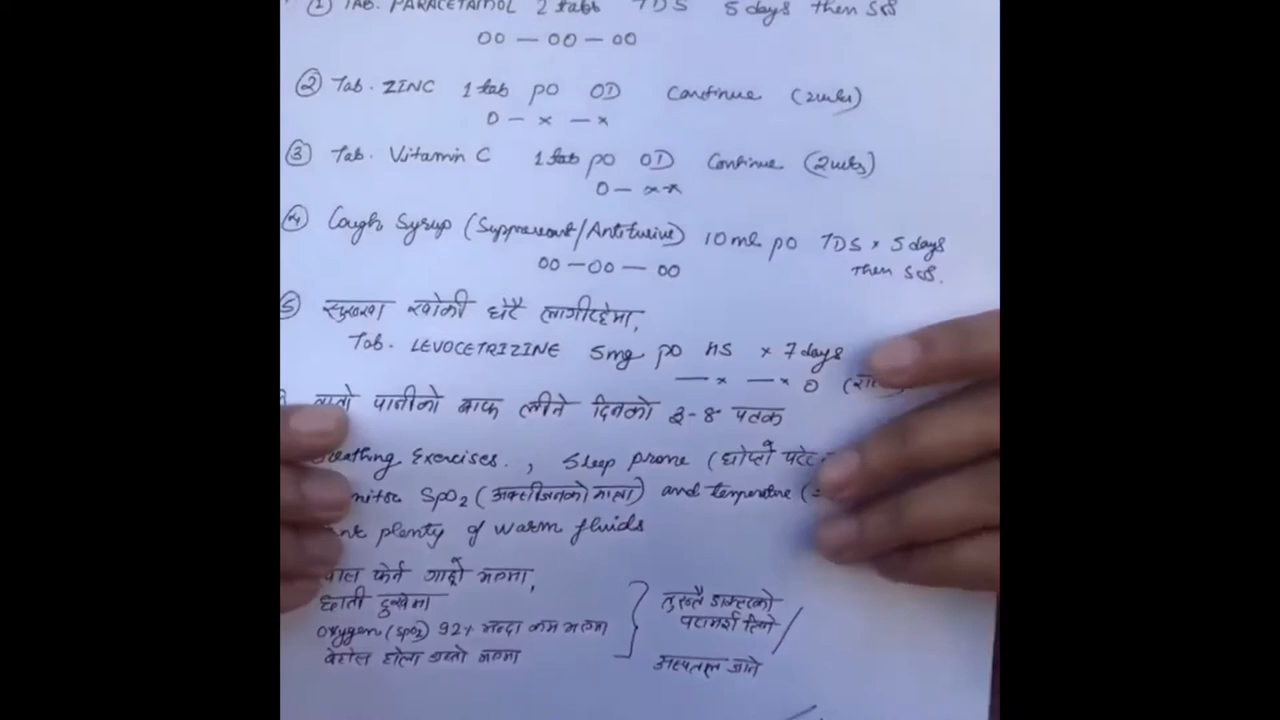 ① TAB. PARACETAMOL 2 tabs TDS 5 days then SOS
00 — 00 — 00
② Tab. ZINC 1 tab po OD Continue (2wks)
0 — x — x
③ Tab. Vitamin C 1 tab po OD Continue (2wks)
0 — x-x
④ Cough Syrup (Suppressant/Antitussive) 10ml po TDS x 5 days
then SOS.
00 — 00 — 00
⑤ सुख्खा खोकी धेरै लागीरहेमा,
Tab. LEVOCETRIZINE 5mg po HS x 7 days
— x — x 0
तातो पानीको बाफ लीने दिनको ३-४ पटक
Exercises., Sleep prone (घोप्टो
SpO2 (अक्सीजनको मात्रा) and temperature (
plenty of warm fluids
फेर्न गाह्रो भएमा,
छाती दुखेमा
Oxygen (SpO2) 92% भन्दा कम भएमा
बेहोस होला जस्तो भएमा
} तुरुन्तै डाक्टरको
परामर्श लिने /
अस्पताल जाने